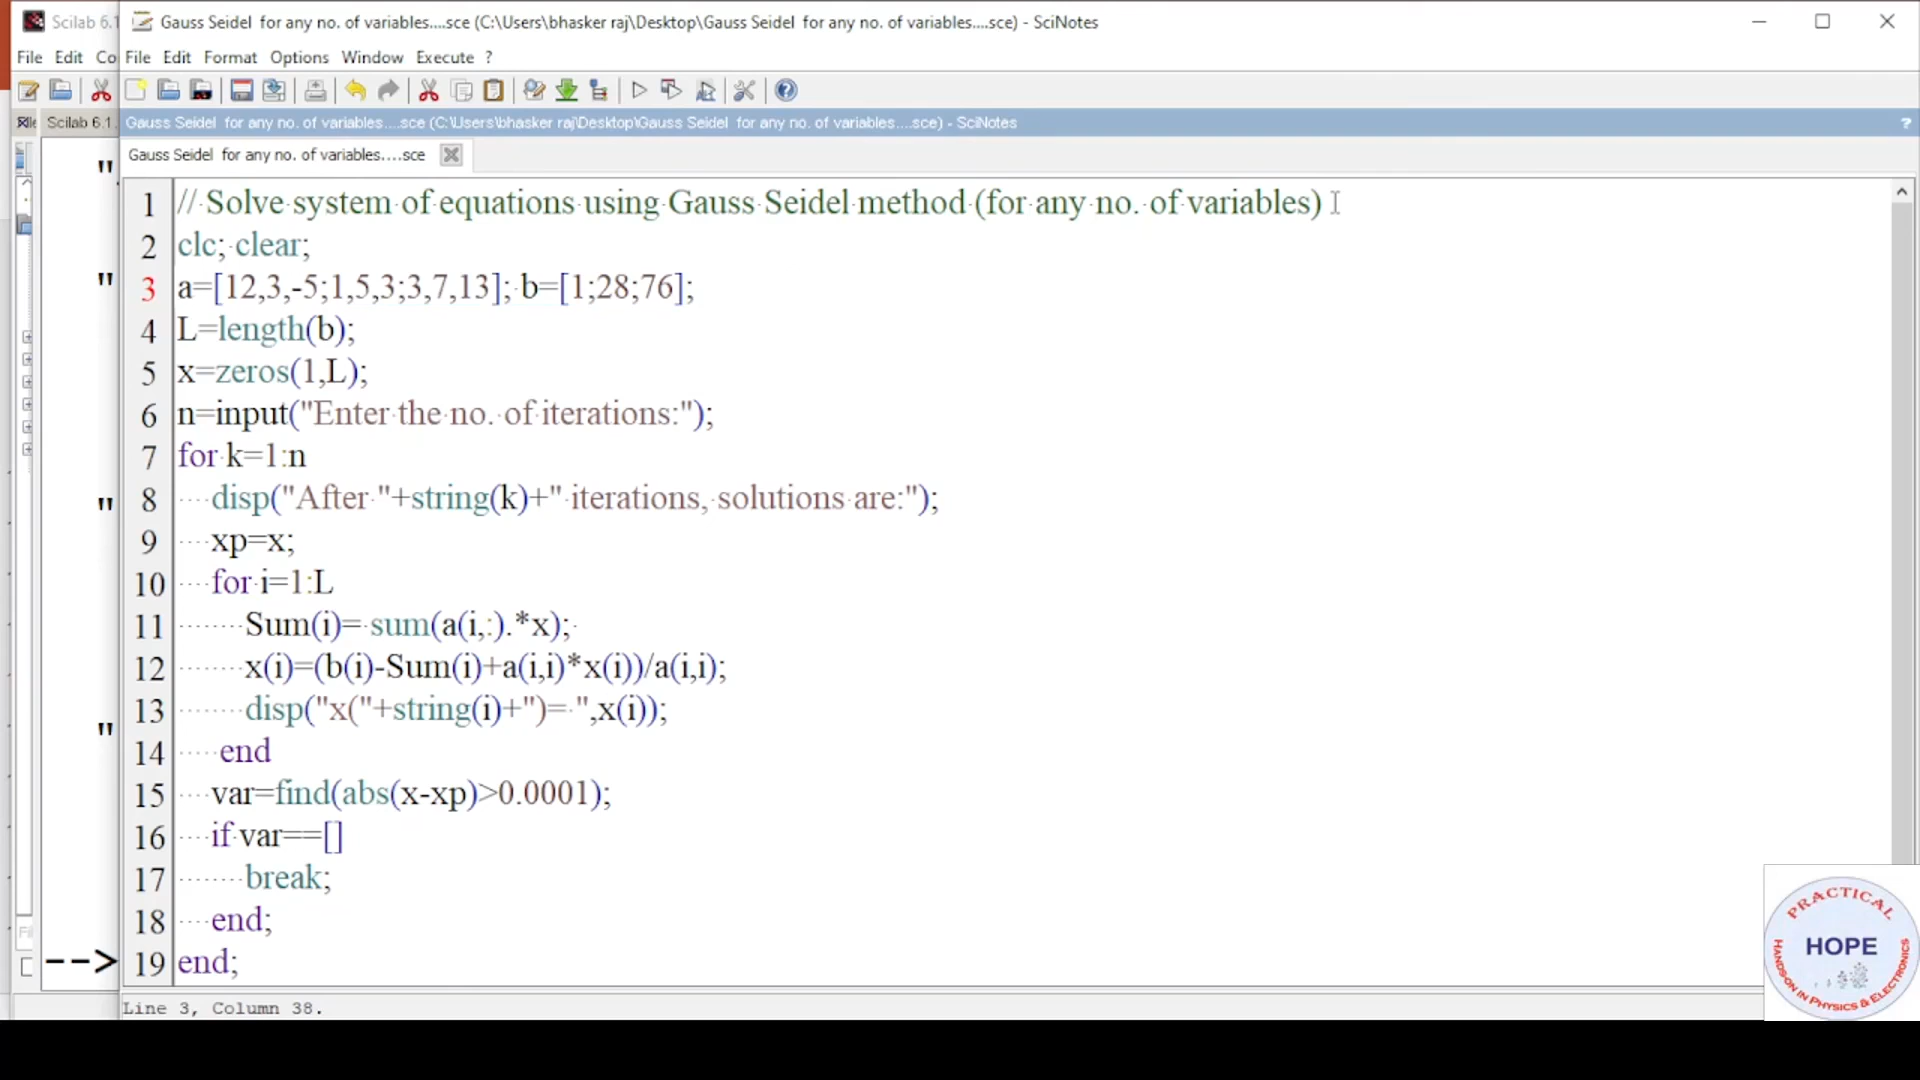 Scilab 6.1
Gauss Seidel for any no. of variables....sce (C:\Users\bhasker raj\Desktop\Gauss Seidel for any no. of variables....sce) - SciNotes
File Edit Co
File Edit Format Options Window Execute ?
Scilab 6.1.
Gauss Seidel for any no. of variables....sce (C:\Users\bhasker raj\Desktop\Gauss Seidel for any no. of variables....sce) - SciNotes ?
Gauss Seidel for any no. of variables....sce
1 // Solve system of equations using Gauss Seidel method (for any no. of variables)
2 clc; clear;
3 a=[12,3,-5;1,5,3;3,7,13]; b=[1;28;76];
4 L=length(b);
5 x=zeros(1,L);
6 n=input("Enter the no. of iterations:");
7 for k=1:n
8 disp("After "+string(k)+" iterations, solutions are:");
9 xp=x;
10 for i=1:L
11 Sum(i)= sum(a(i,:).*x);
12 x(i)=(b(i)-Sum(i)+a(i,i)*x(i))/a(i,i);
13 disp("x("+string(i)+")= ",x(i));
14 end
15 var=find(abs(x-xp)>0.0001);
16 if var==[]
17 break;
18 end;
19 end;
-->
Line 3, Column 38.
PRACTICAL
HOPE
HANDSON IN PHYSICS & ELECTRONICS